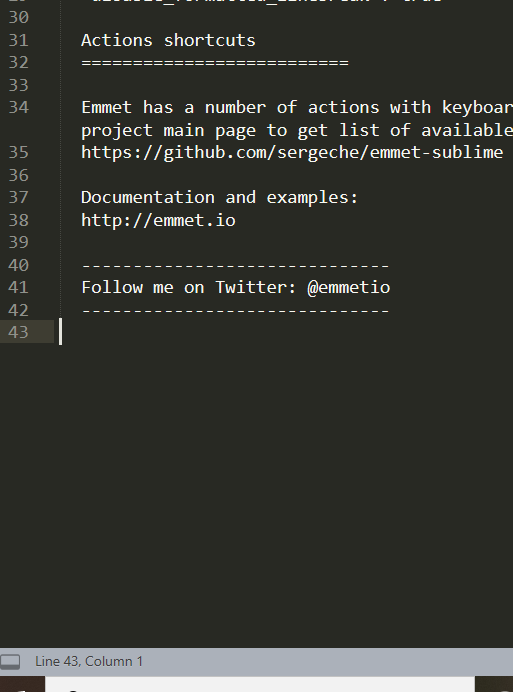 30
31 Actions shortcuts
32 ==========================
33
34 Emmet has a number of actions with keyboar
project main page to get list of available
35 https://github.com/sergeche/emmet-sublime
36
37 Documentation and examples:
38 http://emmet.io
39
40 ------------------------------
41 Follow me on Twitter: @emmetio
42 ------------------------------
43
Line 43, Column 1